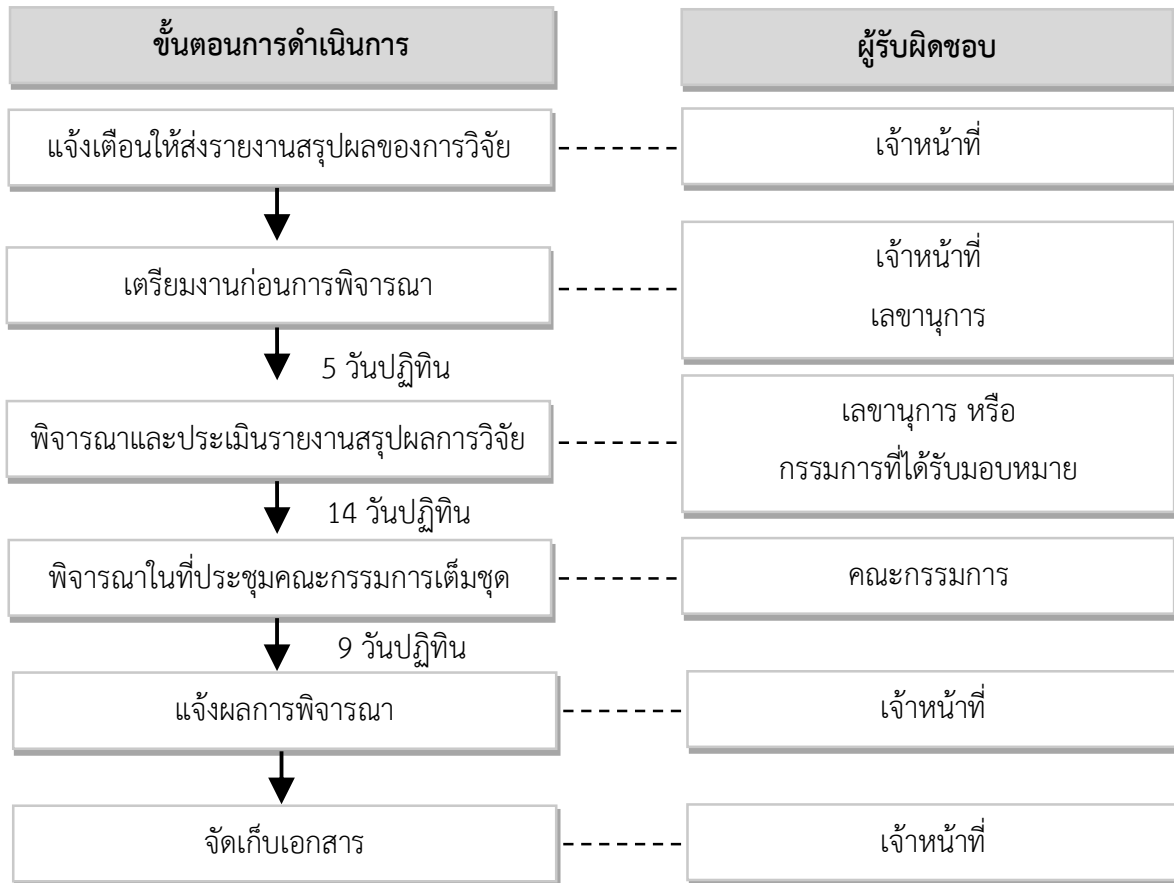 ขั้นตอนการดำเนินการ
ผู้รับผิดชอบ
แจ้งเตือนให้ส่งรายงานสรุปผลของการวิจัย
เจ้าหน้าที่
เตรียมงานก่อนการพิจารณา
เจ้าหน้าที่
เลขานุการ
5 วันปฏิทิน
พิจารณาและประเมินรายงานสรุปผลการวิจัย
เลขานุการ หรือ
กรรมการที่ได้รับมอบหมาย
14 วันปฏิทิน
พิจารณาในที่ประชุมคณะกรรมการเต็มชุด
คณะกรรมการ
9 วันปฏิทิน
แจ้งผลการพิจารณา
เจ้าหน้าที่
จัดเก็บเอกสาร
เจ้าหน้าที่